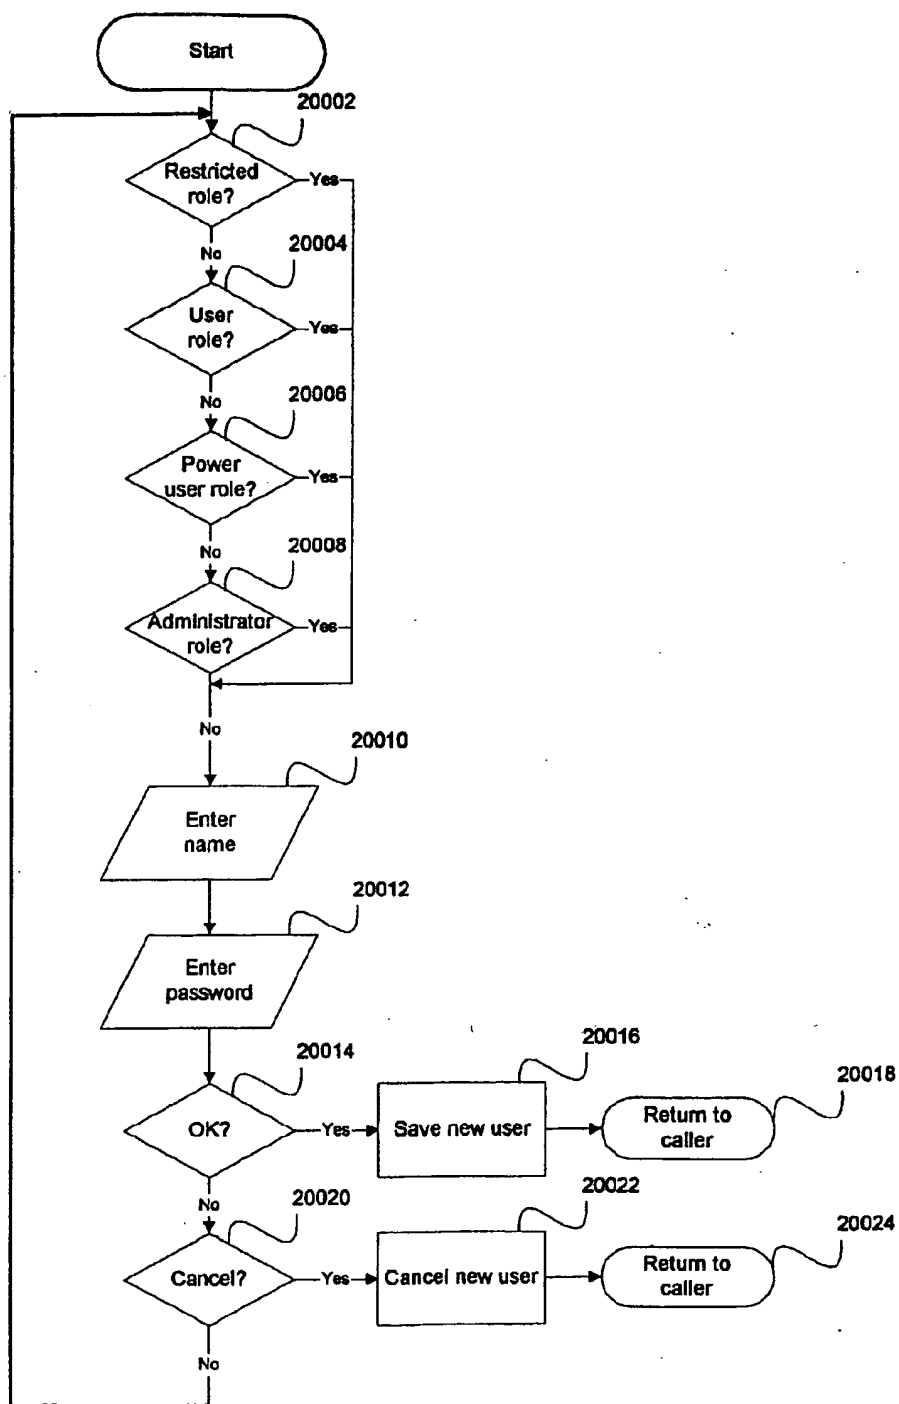 Start
20002
Restricted
role?
Yes
No
20004
User
role?
Yes
No
20006
Power
user role?
Yes
No
20008
Administrator
role?
Yes
No
20010
Enter
name
20012
Enter
password
20014
OK?
Yes
20016
Save new user
20018
Return to
caller
No
20020
Cancel?
Yes
20022
Cancel new user
20024
Return to
caller
No